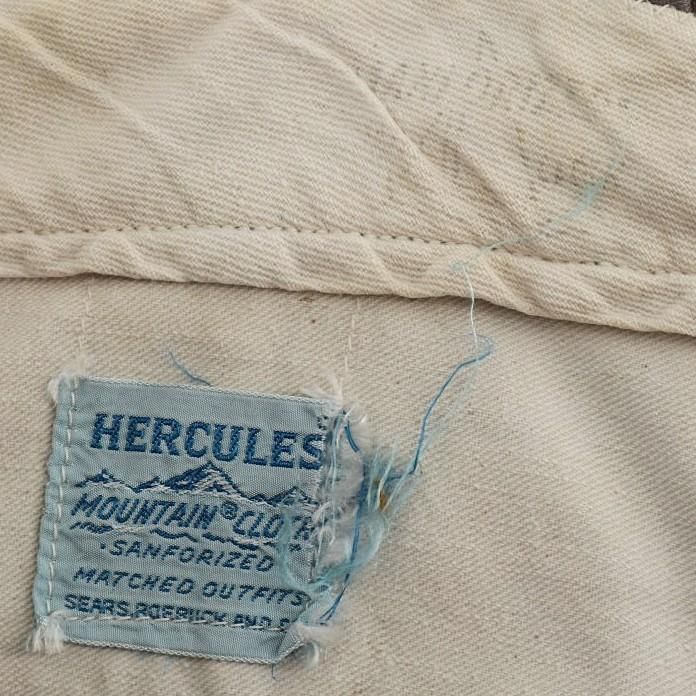 HERCULES
MOUNTAIN® CLOTH
SANFORIZED
MATCHED OUTFITS
SEARS, ROEBUCK AND